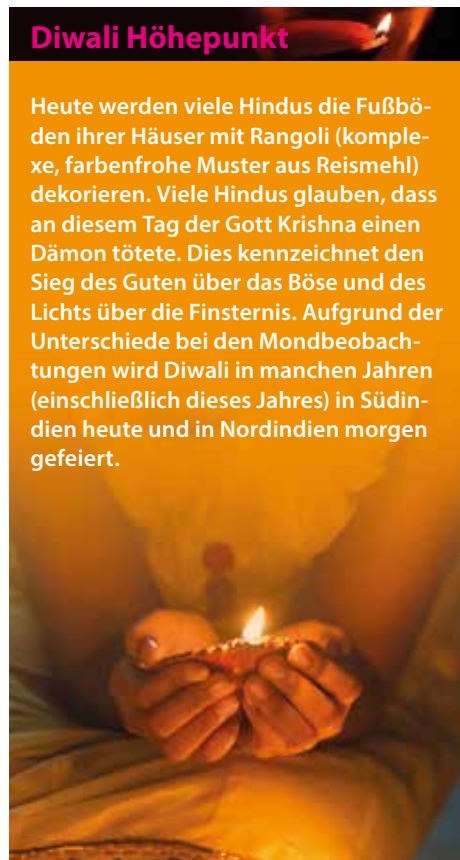 Diwali Höhepunkt
Heute werden viele Hindus die Fußbö-
den ihrer Häuser mit Rangoli (komple-
xe, farbenfrohe Muster aus Reismehl)
dekorieren. Viele Hindus glauben, dass
an diesem Tag der Gott Krishna einen
Dämon tötete. Dies kennzeichnet den
Sieg des Guten über das Böse und des
Lichts über die Finsternis. Aufgrund der
Unterschiede bei den Mondbeobach-
tungen wird Diwali in manchen Jahren
(einschließlich dieses Jahres) in Südin-
dien heute und in Nordindien morgen
gefeiert.